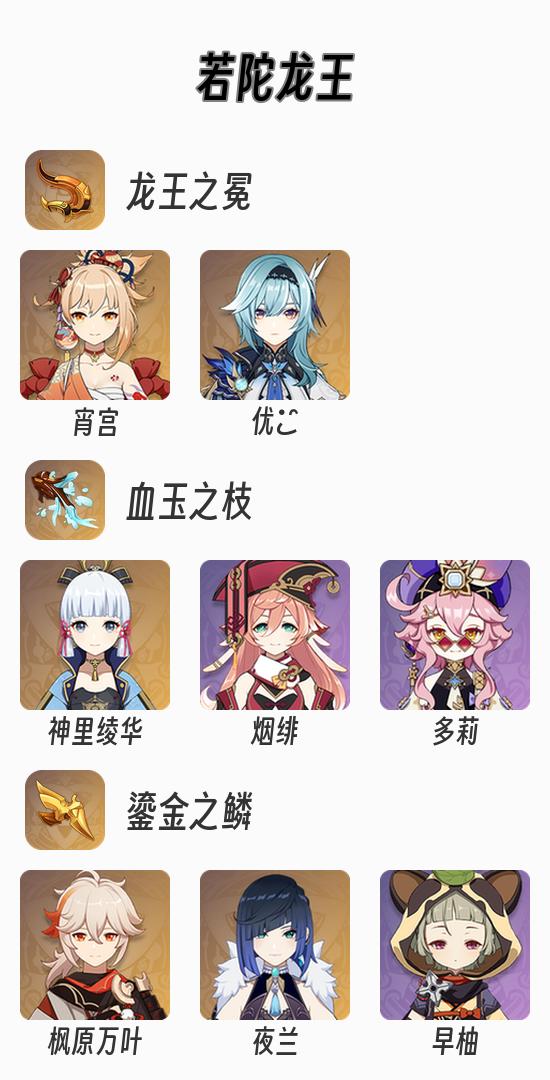 若陀龙王
龙王之冕
宵宫 优
血玉之枝
神里绫华 烟绯 多莉
鎏金之鳞
枫原万叶 夜兰 早柚